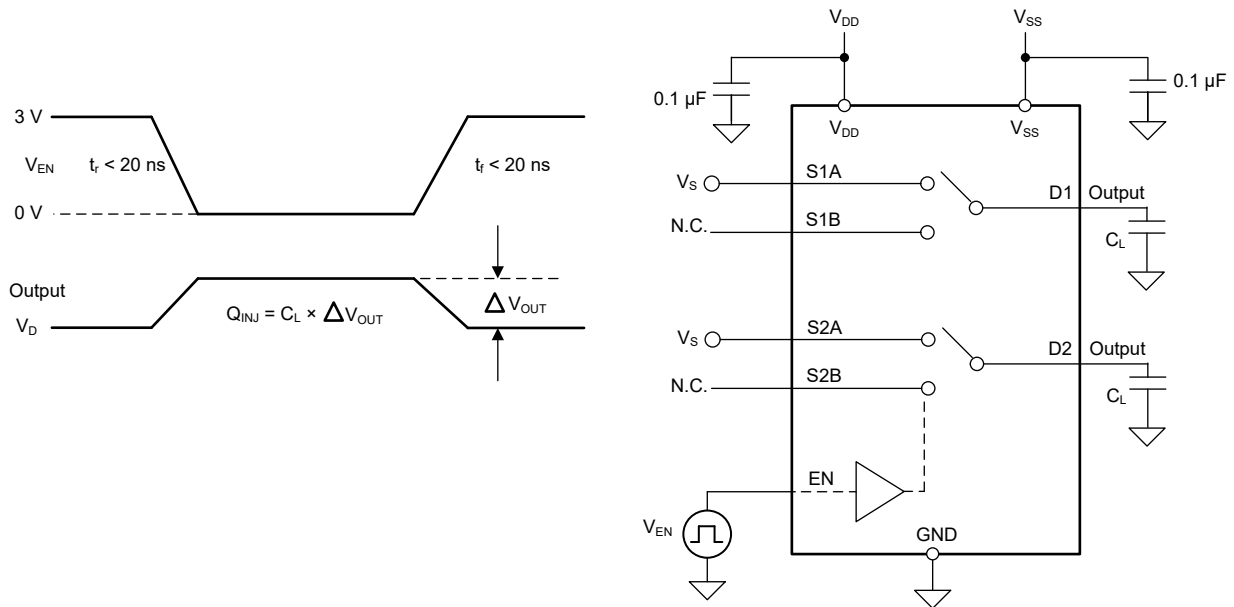 3 V
V_EN
t_r < 20 ns
t_f < 20 ns
0 V
Output
V_D
Q_INJ = C_L × Δ V_OUT
Δ V_OUT
V_DD
V_SS
0.1 µF
0.1 µF
V_DD
V_SS
V_S
S1A
D1
Output
N.C.
S1B
C_L
V_S
S2A
D2
Output
N.C.
S2B
C_L
EN
V_EN
GND